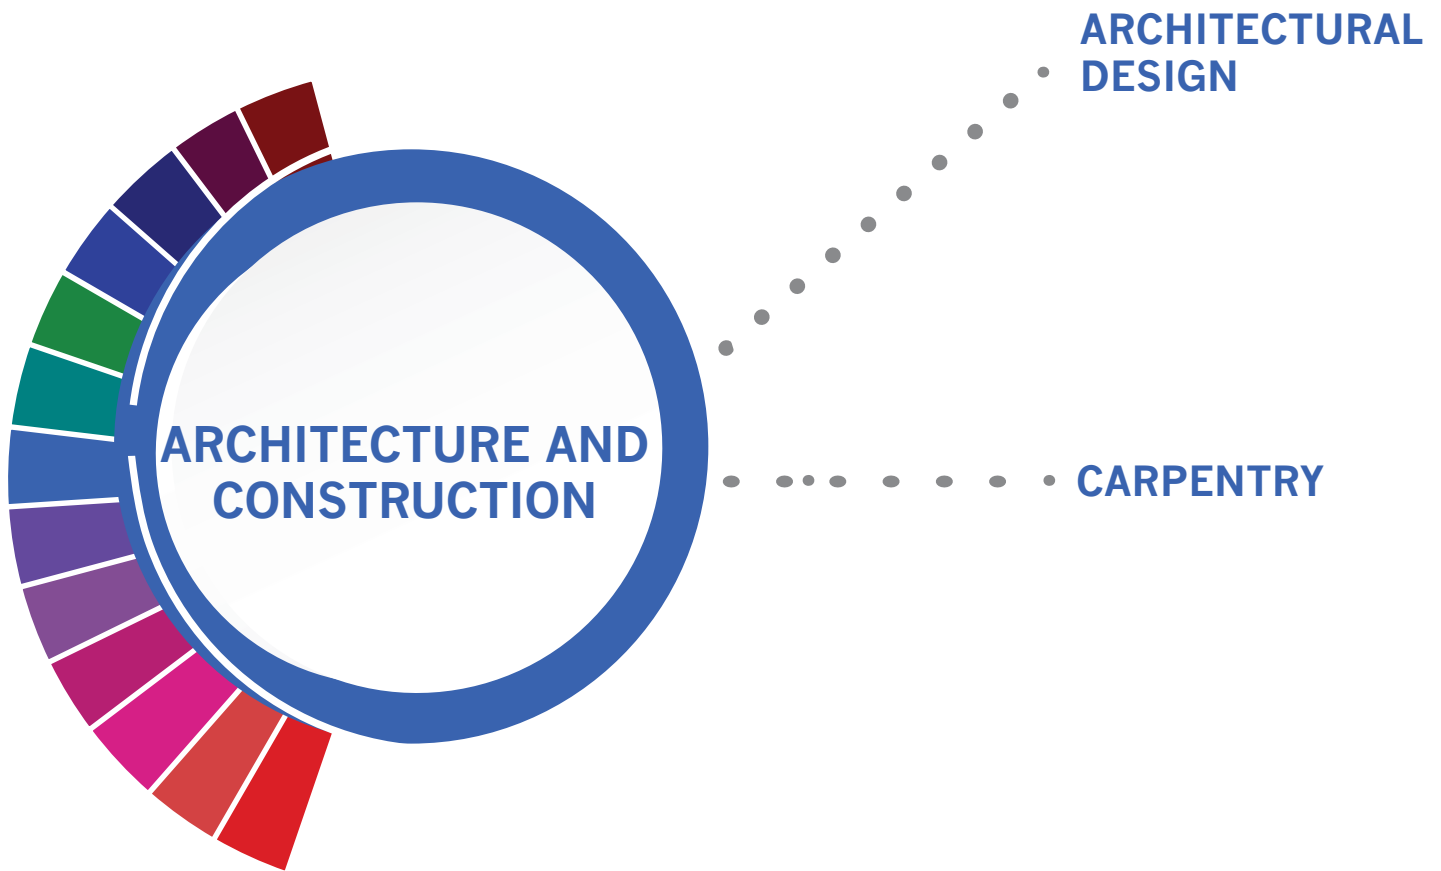 ARCHITECTURAL
DESIGN
ARCHITECTURE AND
CONSTRUCTION
CARPENTRY